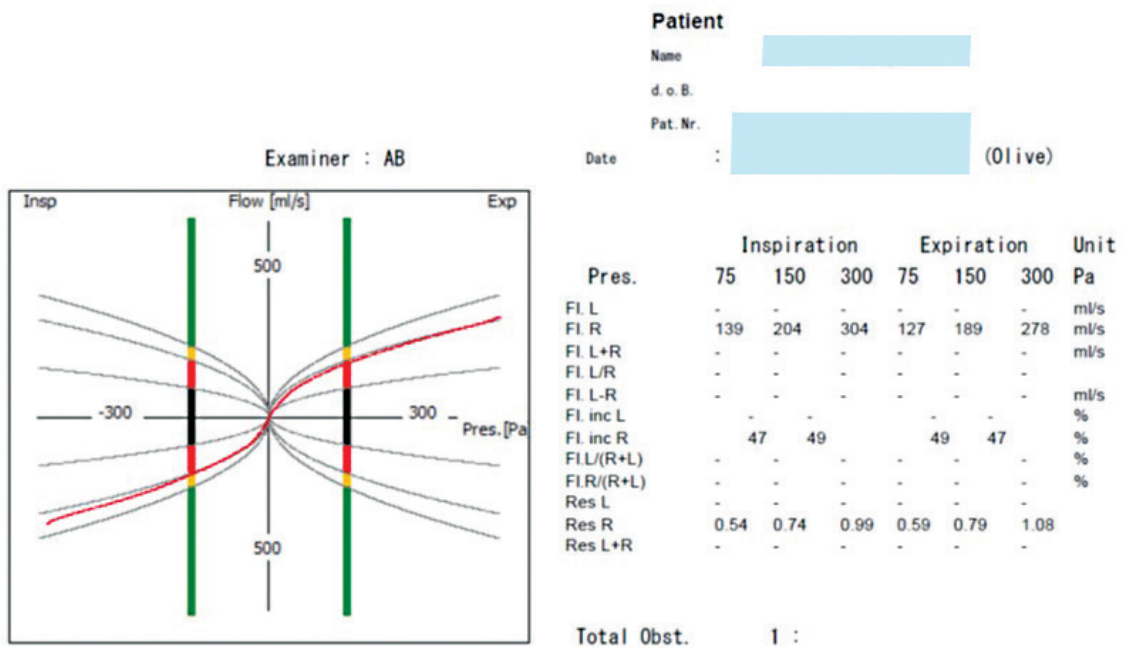 Patient
Name
d.o.B.
Pat.Nr.
Examiner : AB
Date : (Olive)
Insp Flow [ml/s] Exp
500
-300 300
Pres.[Pa
500
Inspiration Expiration Unit
Pres. 75 150 300 75 150 300 Pa
Fl. L - - - - - - ml/s
Fl. R 139 204 304 127 189 278 ml/s
Fl. L+R - - - - - - ml/s
Fl. L/R - - - - - -
Fl. L-R - - - - - - ml/s
Fl. inc L - - - - %
Fl. inc R 47 49 49 47 %
Fl.L/(R+L) - - - - - - %
Fl.R/(R+L) - - - - - - %
Res L - - - - - -
Res R 0.54 0.74 0.99 0.59 0.79 1.08
Res L+R - - - - - -
Total Obst. 1 :